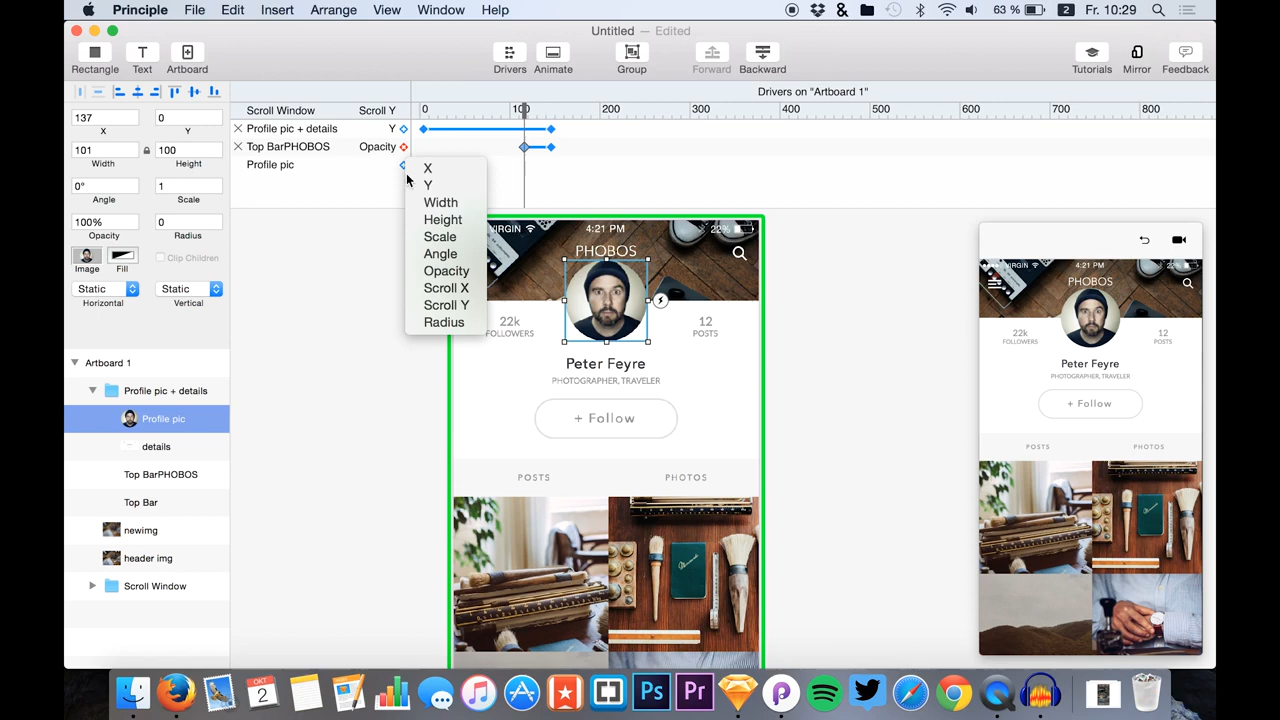 Principle File Edit Insert Arrange View Window Help
63 % 2 Fr. 10:29
Untitled — Edited
Rectangle Text Artboard Drivers Animate Group Forward Backward Tutorials Mirror Feedback
Drivers on "Artboard 1"
Scroll Window Scroll Y 0 100 200 300 400 500 600 700 800
Profile pic + details Y
Top BarPHOBOS Opacity
Profile pic
137 0
X Y
101 100
Width Height
0° 1
Angle Scale
100% 0
Opacity Radius
Clip Children
Image Fill
Static Static
Horizontal Vertical
X
Y
Width
Height
Scale
Angle
Opacity
Scroll X
Scroll Y
Radius
Artboard 1
Profile pic + details
Profile pic
details
Top BarPHOBOS
Top Bar
newimg
header img
Scroll Window
VIRGIN 4:21 PM 22%
PHOBOS
22k 12
FOLLOWERS POSTS
Peter Feyre
PHOTOGRAPHER, TRAVELER
+ Follow
POSTS PHOTOS
VIRGIN 4:21 PM 22%
PHOBOS
22k 12
FOLLOWERS POSTS
Peter Feyre
PHOTOGRAPHER, TRAVELER
+ Follow
POSTS PHOTOS
OKT
2
Ps Pr